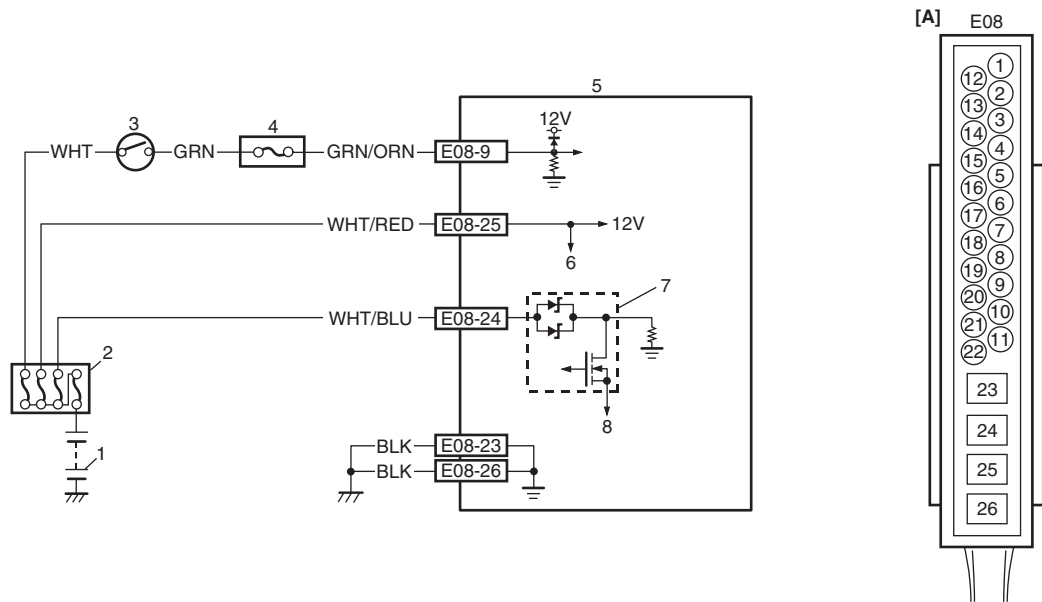 [A] E08
5
3
4
12V
WHT
GRN
GRN/ORN
E08-9
WHT/RED
E08-25
12V
6
7
WHT/BLU
E08-24
8
2
1
BLK
E08-23
BLK
E08-26
1
12
2
13
3
14
4
15
5
16
6
17
7
18
8
19
9
20
10
21
11
22
23
24
25
26